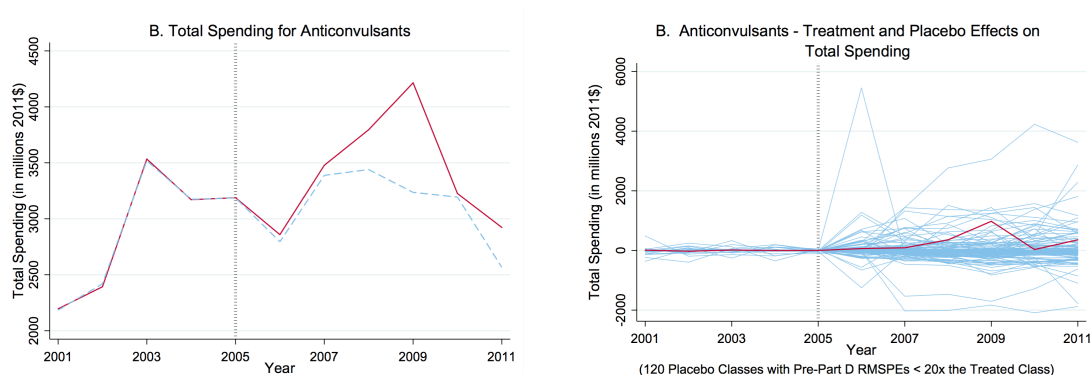 B. Total Spending for Anticonvulsants
Total Spending (in millions 2011$)
4500
4000
3500
3000
2500
2000
2001
2003
2005
2007
2009
2011
Year
B. Anticonvulsants - Treatment and Placebo Effects on
Total Spending
Total Spending (in millions 2011$)
6000
4000
2000
0
-2000
2001
2003
2005
2007
2009
2011
Year
(120 Placebo Classes with Pre-Part D RMSPEs < 20x the Treated Class)